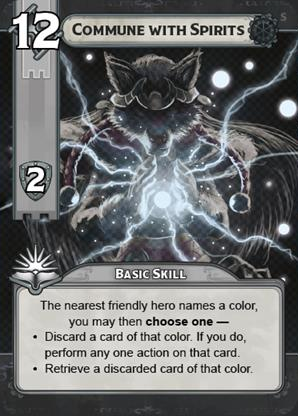 12
COMMUNE WITH SPIRITS
S
2
BASIC SKILL
The nearest friendly hero names a color,
you may then choose one —
• Discard a card of that color. If you do,
perform any one action on that card.
• Retrieve a discarded card of that color.